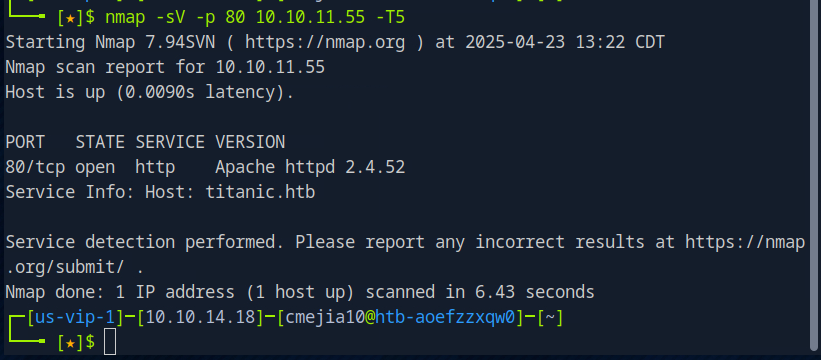 └──╼ [★]$ nmap -sV -p 80 10.10.11.55 -T5
Starting Nmap 7.94SVN ( https://nmap.org ) at 2025-04-23 13:22 CDT
Nmap scan report for 10.10.11.55
Host is up (0.0090s latency).
PORT   STATE SERVICE VERSION
80/tcp open  http    Apache httpd 2.4.52
Service Info: Host: titanic.htb
Service detection performed. Please report any incorrect results at https://nmap
.org/submit/ .
Nmap done: 1 IP address (1 host up) scanned in 6.43 seconds
┌─[us-vip-1]─[10.10.14.18]─[cmejia10@htb-aoefzzxqw0]─[~]
└──╼ [★]$